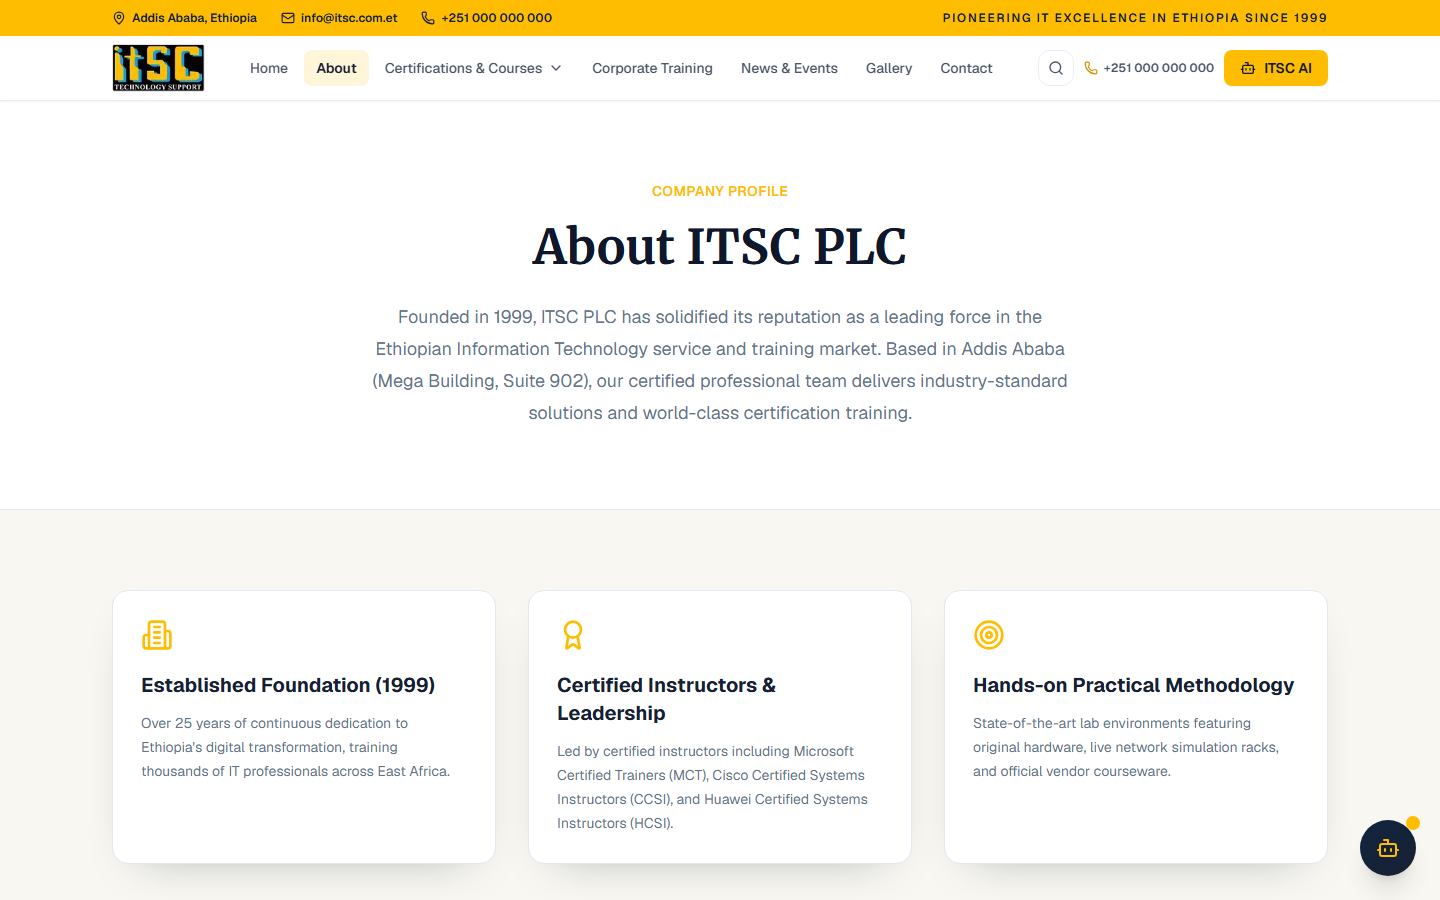 Addis Ababa, Ethiopia
info@itsc.com.et
+251 000 000 000
PIONEERING IT EXCELLENCE IN ETHIOPIA SINCE 1999
itSC
TECHNOLOGY SUPPORT
Home
About
Certifications & Courses
Corporate Training
News & Events
Gallery
Contact
+251 000 000 000
ITSC AI
COMPANY PROFILE
About ITSC PLC
Founded in 1999, ITSC PLC has solidified its reputation as a leading force in the
Ethiopian Information Technology service and training market. Based in Addis Ababa
(Mega Building, Suite 902), our certified professional team delivers industry-standard
solutions and world-class certification training.
Established Foundation (1999)
Over 25 years of continuous dedication to
Ethiopia's digital transformation, training
thousands of IT professionals across East Africa.
Certified Instructors &
Leadership
Led by certified instructors including Microsoft
Certified Trainers (MCT), Cisco Certified Systems
Instructors (CCSI), and Huawei Certified Systems
Instructors (HCSI).
Hands-on Practical Methodology
State-of-the-art lab environments featuring
original hardware, live network simulation racks,
and official vendor courseware.